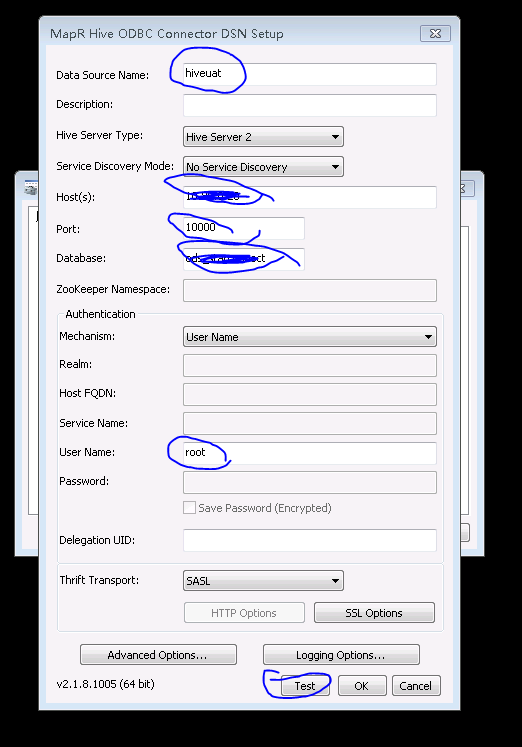 MapR Hive ODBC Connector DSN Setup
Data Source Name: hiveuat
Description:
Hive Server Type: Hive Server 2
Service Discovery Mode: No Service Discovery
Host(s):
Port: 10000
Database:
ZooKeeper Namespace:
Authentication
Mechanism: User Name
Realm:
Host FQDN:
Service Name:
User Name: root
Password:
Save Password (Encrypted)
Delegation UID:
Thrift Transport: SASL
HTTP Options SSL Options
Advanced Options... Logging Options...
v2.1.8.1005 (64 bit) Test OK Cancel